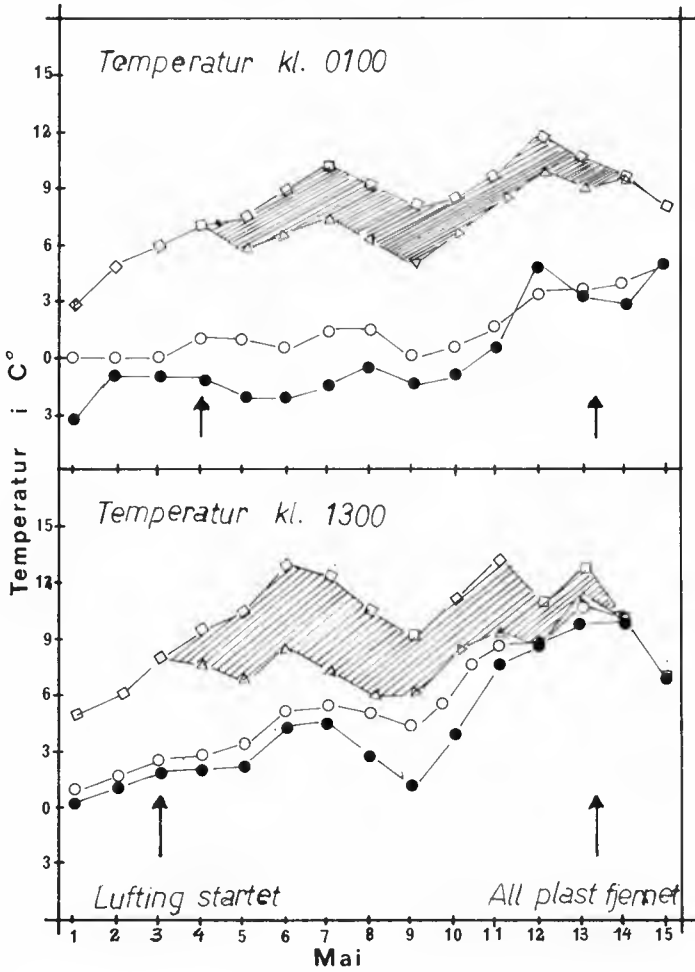 Temperatur kl. 0100
15
12
9
6
3
0
3
Temperatur i C°
Temperatur kl. 1300
15
12
9
6
3
0
3
Lufting startet
All plast fjernet
1 2 3 4 5 6 7 8 9 10 11 12 13 14 15
Mai